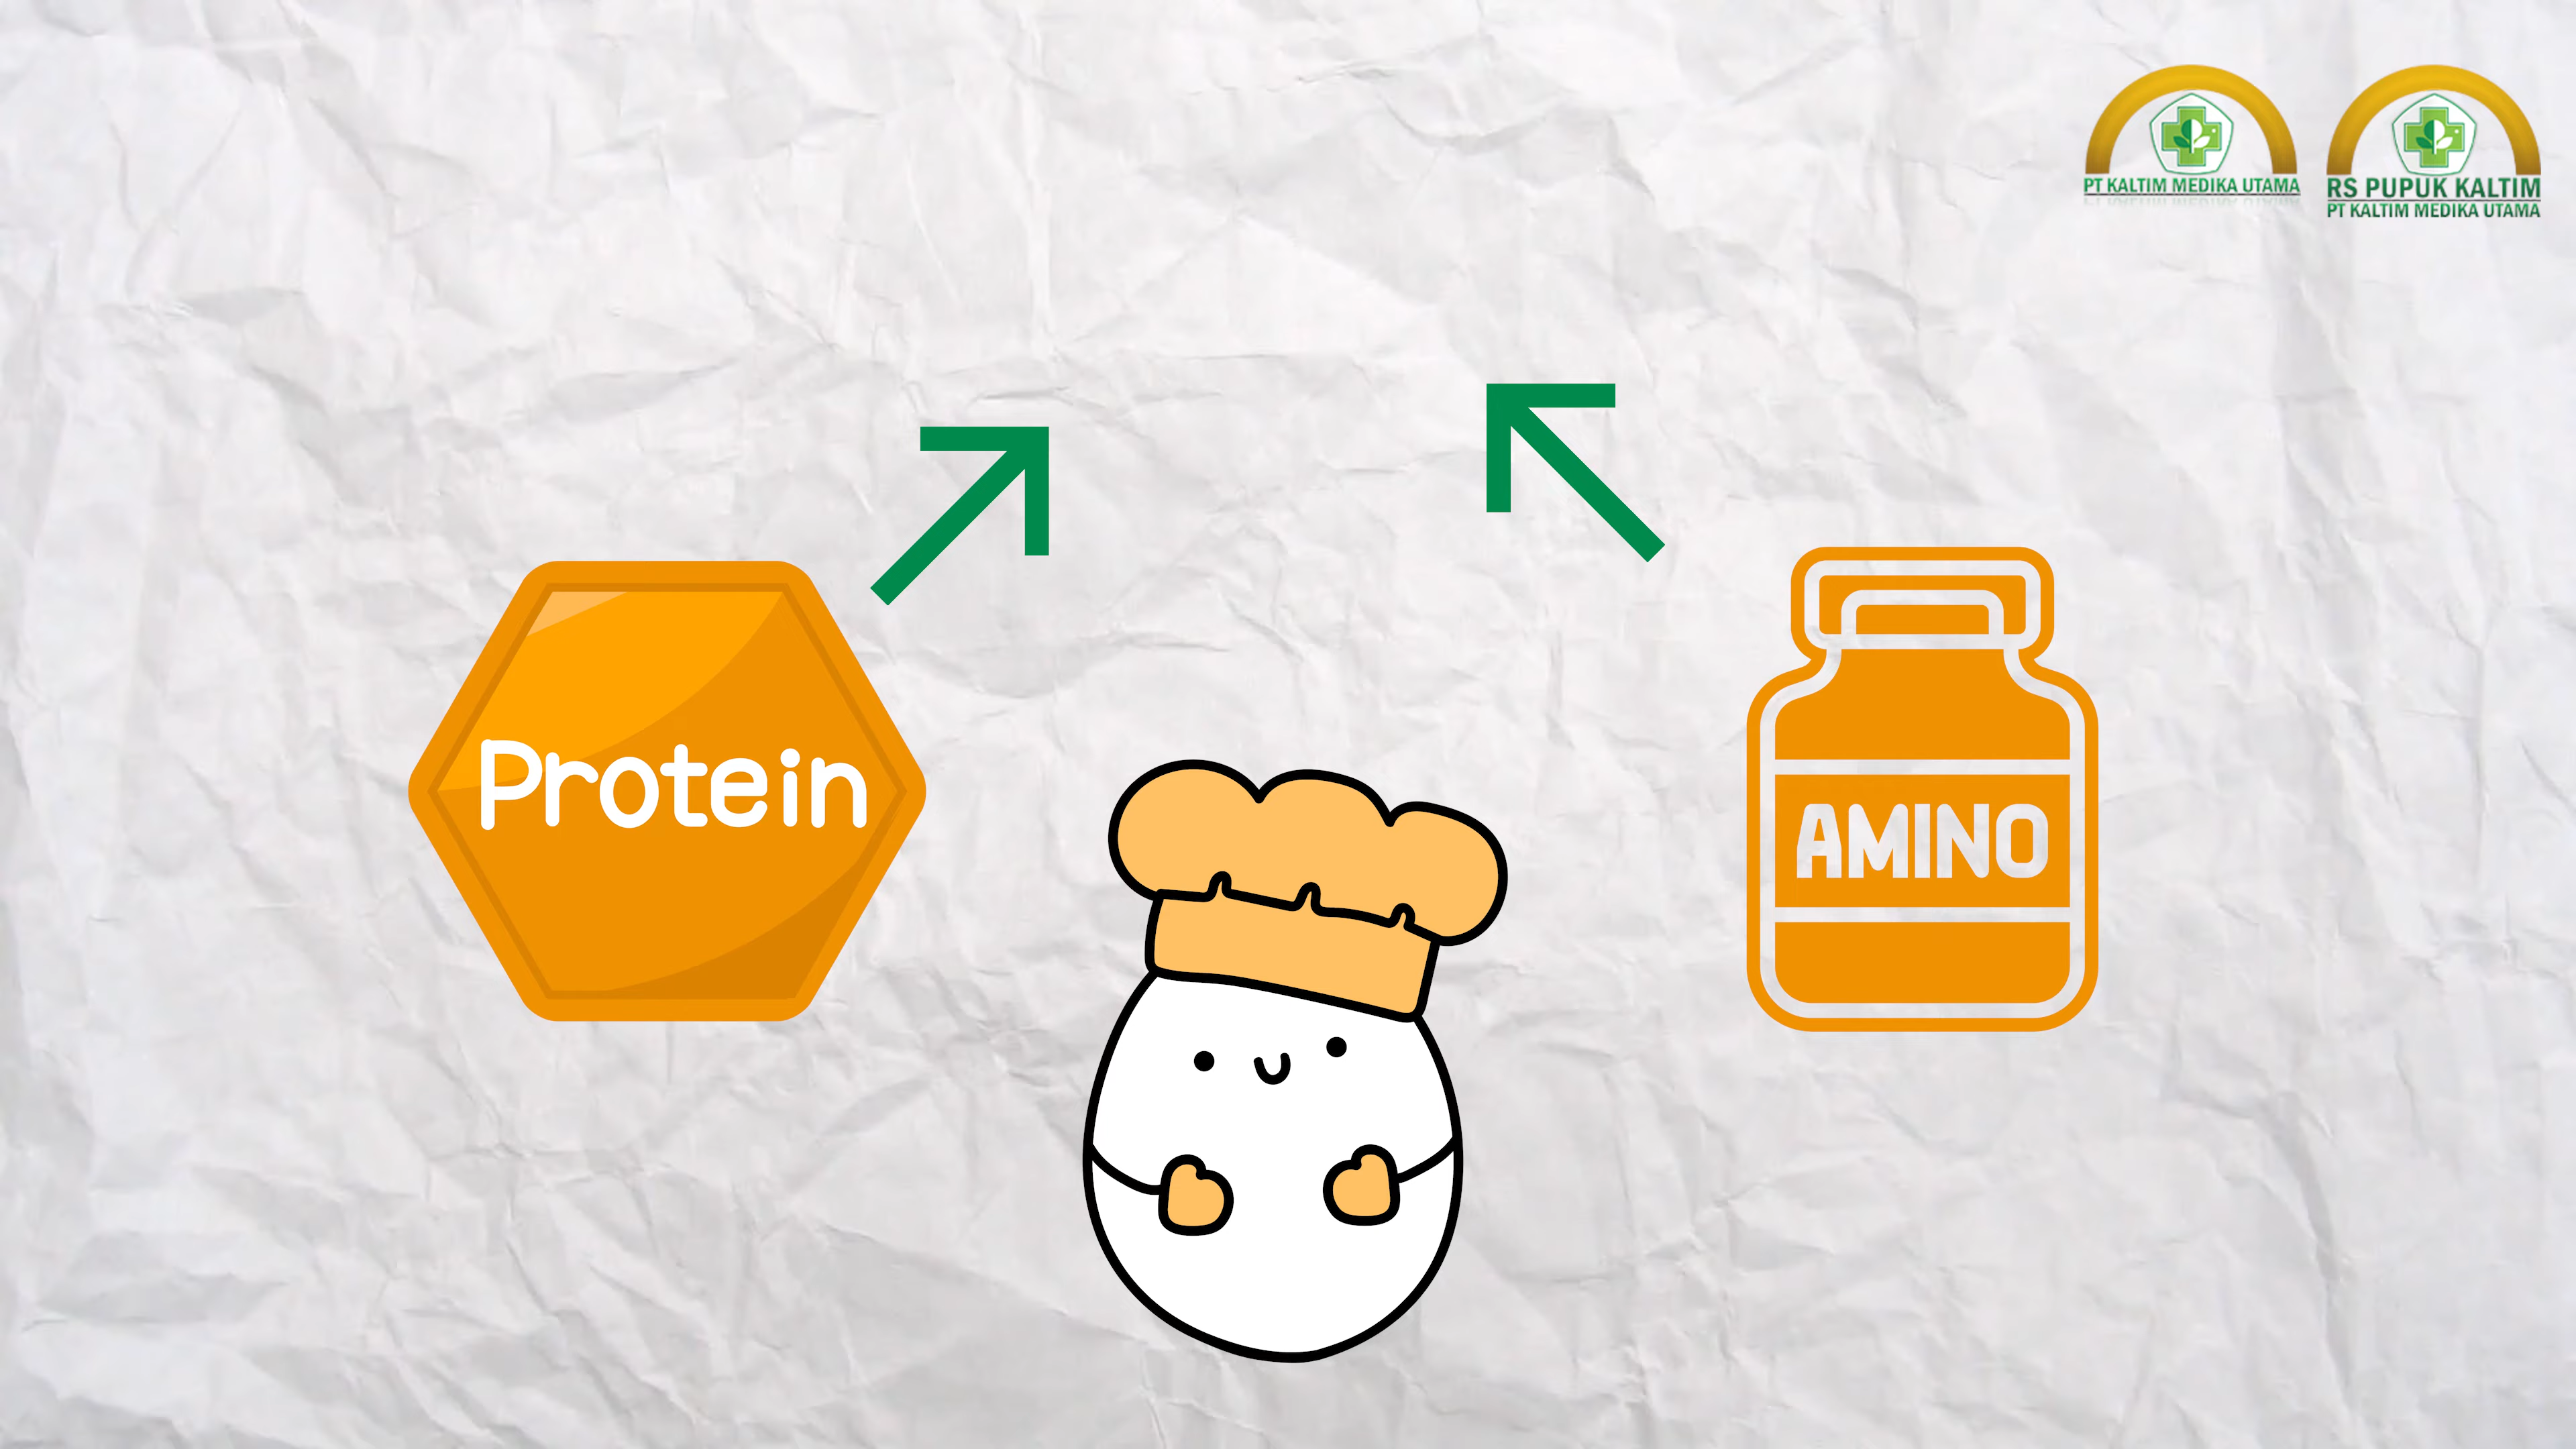 PT KALTIM MEDIKA UTAMA
RS PUPUK KALTIM
PT KALTIM MEDIKA UTAMA
Protein
AMINO